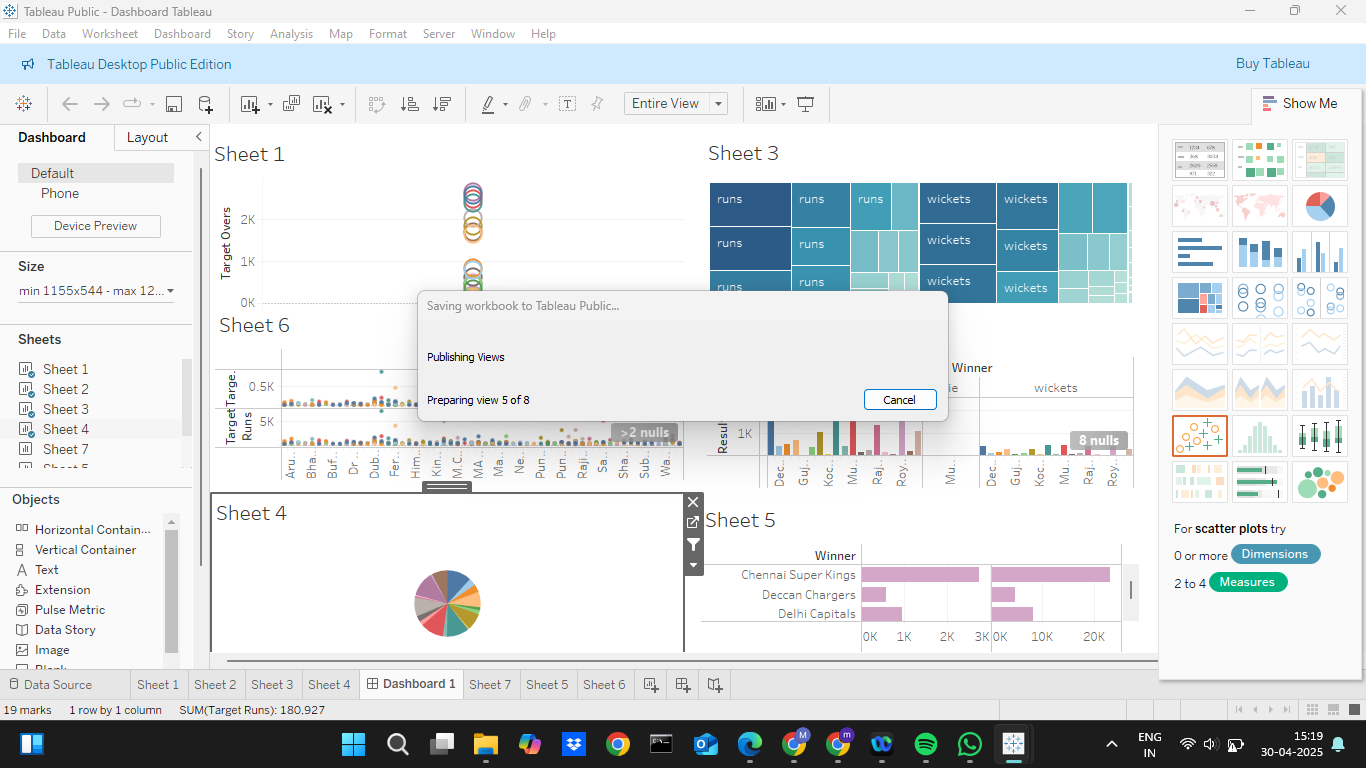 Tableau Public - Dashboard Tableau
File Data Worksheet Dashboard Story Analysis Map Format Server Window Help
Tableau Desktop Public Edition
Buy Tableau
Entire View
Show Me
Dashboard
Layout
Default
Phone
Device Preview
Size
min 1155x544 - max 12...
Sheets
Sheet 1
Sheet 2
Sheet 3
Sheet 4
Sheet 7
Objects
Horizontal Contain...
Vertical Container
Text
Extension
Pulse Metric
Data Story
Image
Sheet 1
Target Overs
2K
1K
0K
Sheet 3
runs runs runs wickets wickets
runs runs wickets wickets
runs runs wickets wickets
Sheet 6
Targe..
0.5K
Target
Runs
5K
>2 nulls
Aru.. Bha.. Buf.. Dr .. Dub.. Fer.. Him.. Kin.. M.C.. MA .. Ma.. Ne.. Pun.. Pun.. Raji.. Sa.. Sha.. Sub.. Wa..
Saving workbook to Tableau Public...
Publishing Views
Preparing view 5 of 8
Cancel
Winner
wickets
Resul
1K
8 nulls
Dec.. Guj.. Koc.. Mu.. Raj.. Roy.. Mu.. Dec.. Guj.. Koc.. Mu.. Raj.. Roy..
Sheet 4
Sheet 5
Winner
Chennai Super Kings
Deccan Chargers
Delhi Capitals
0K 1K 2K 3K 0K 10K 20K
For scatter plots try
0 or more Dimensions
2 to 4 Measures
Data Source Sheet 1 Sheet 2 Sheet 3 Sheet 4 Dashboard 1 Sheet 7 Sheet 5 Sheet 6
19 marks 1 row by 1 column SUM(Target Runs): 180,927
ENG
IN
15:19
30-04-2025